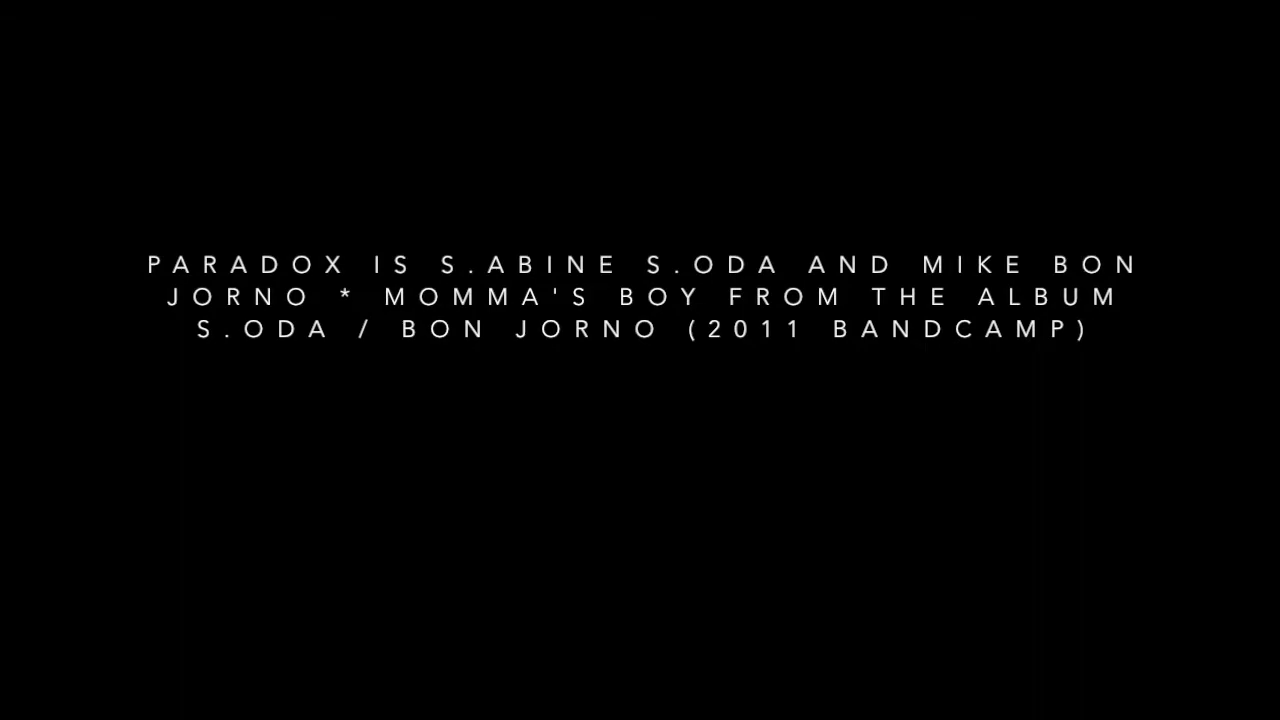 PARADOX IS S.ABINE S.ODA AND MIKE BON
JORNO * MOMMA'S BOY FROM THE ALBUM
S.ODA / BON JORNO (2011 BANDCAMP)